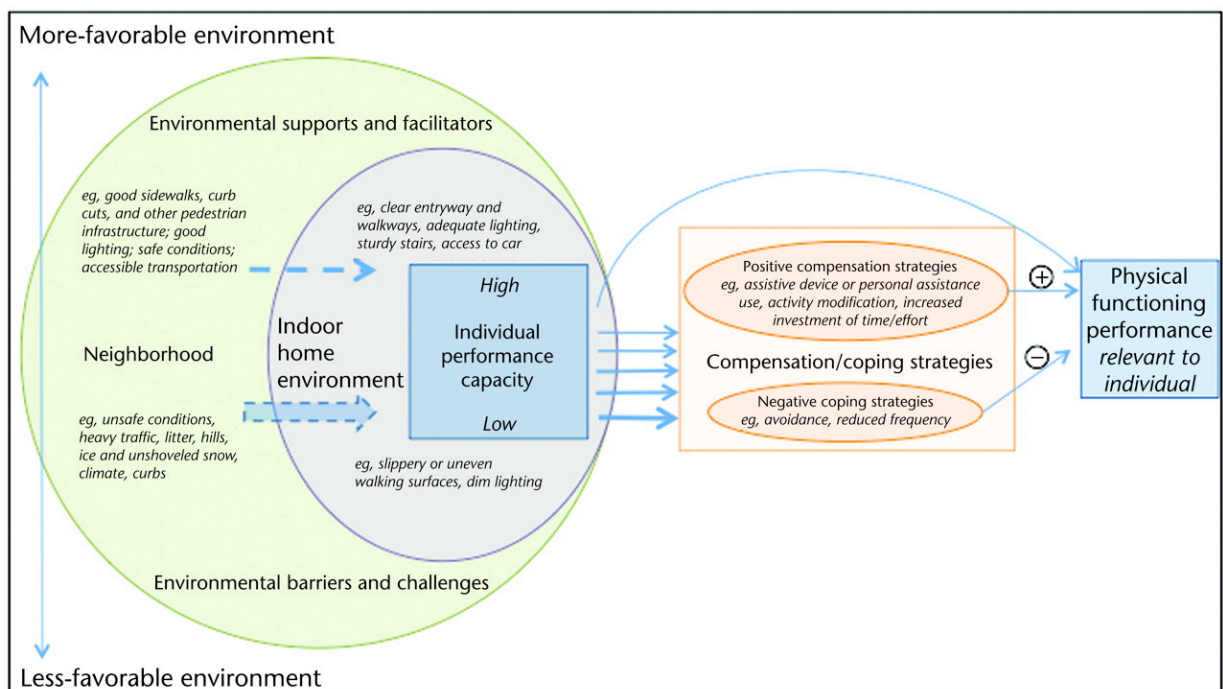 More-favorable environment
Environmental supports and facilitators
eg, good sidewalks, curb
cuts, and other pedestrian
infrastructure; good
lighting; safe conditions;
accessible transportation
eg, clear entryway and
walkways, adequate lighting,
sturdy stairs, access to car
Neighborhood
Indoor
home
environment
High
Individual
performance
capacity
Low
eg, unsafe conditions,
heavy traffic, litter, hills,
ice and unshoveled snow,
climate, curbs
eg, slippery or uneven
walking surfaces, dim lighting
Environmental barriers and challenges
Less-favorable environment
Positive compensation strategies
eg, assistive device or personal assistance
use, activity modification, increased
investment of time/effort
Compensation/coping strategies
Negative coping strategies
eg, avoidance, reduced frequency
+
−
Physical
functioning
performance
relevant to
individual